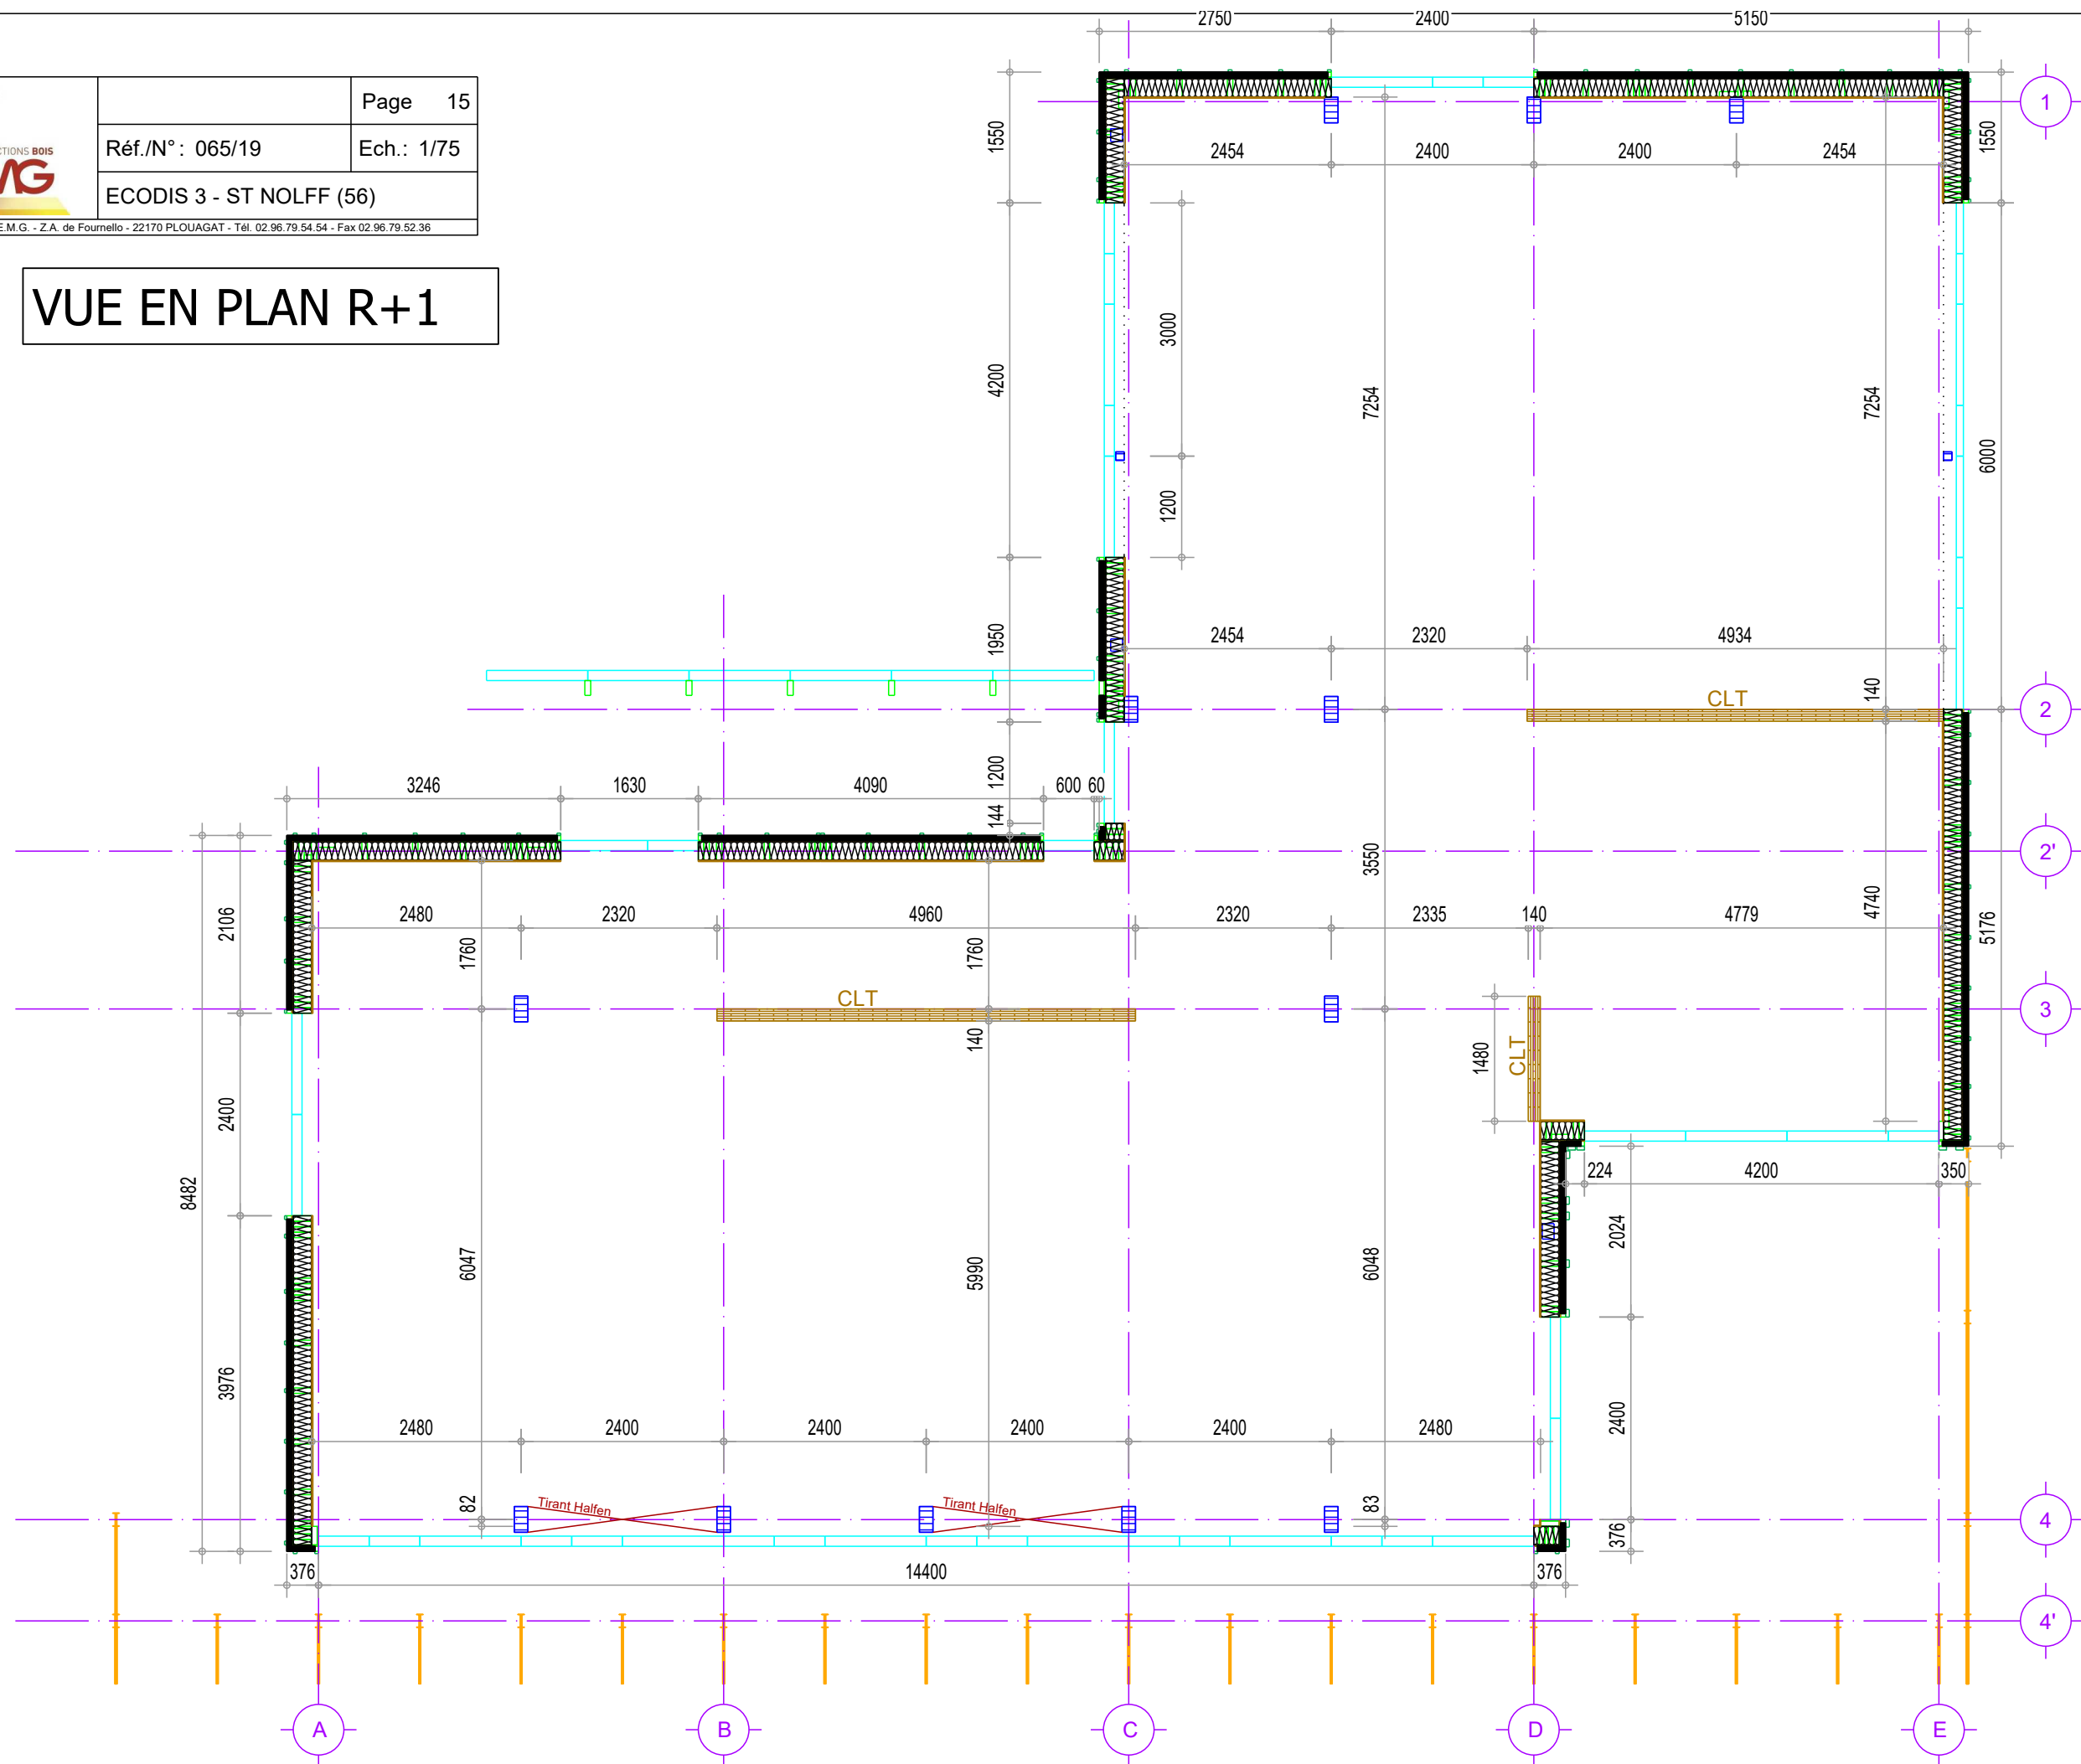 2750 2400 5150
Page 15
CTIONS BOIS
Réf./N° : 065/19
Ech.: 1/75
ECODIS 3 - ST NOLFF (56)
E.M.G. - Z.A. de Fournello - 22170 PLOUAGAT - Tél. 02.96.79.54.54 - Fax 02.96.79.52.36
VUE EN PLAN R+1
1
1550
1550
2454 2400 2400 2454
3000
4200
7254
7254
6000
1200
1950
2454 2320 4934
140
CLT
2
1200
3246 1630 4090 600 60
144
3550
2'
2106
2480 2320 4960 2320 2335 140 4779
4740
5176
1760
1760
CLT
3
140
1480
CLT
2400
224 4200 350
8482
2024
6047
5990
6048
3976
2400
2480 2400 2400 2400 2400 2480
82
Tirant Halfen
Tirant Halfen
83
4
376
376 14400 376
4'
A B C D E